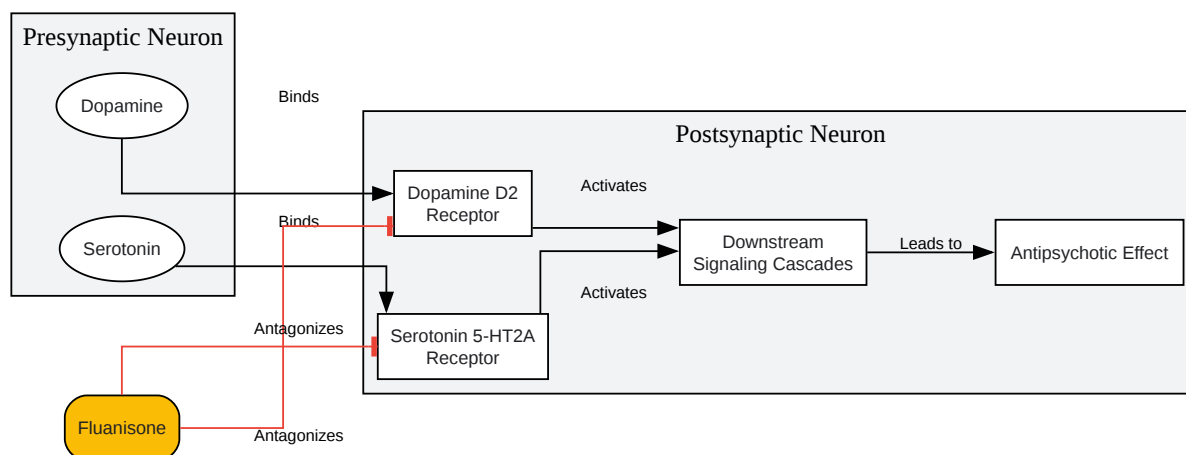 Presynaptic Neuron
Dopamine
Binds
Postsynaptic Neuron
Dopamine D2
Receptor
Activates
Binds
Serotonin
Downstream
Signaling Cascades
Leads to
Antipsychotic Effect
Activates
Antagonizes
Serotonin 5-HT2A
Receptor
Fluanisone
Antagonizes